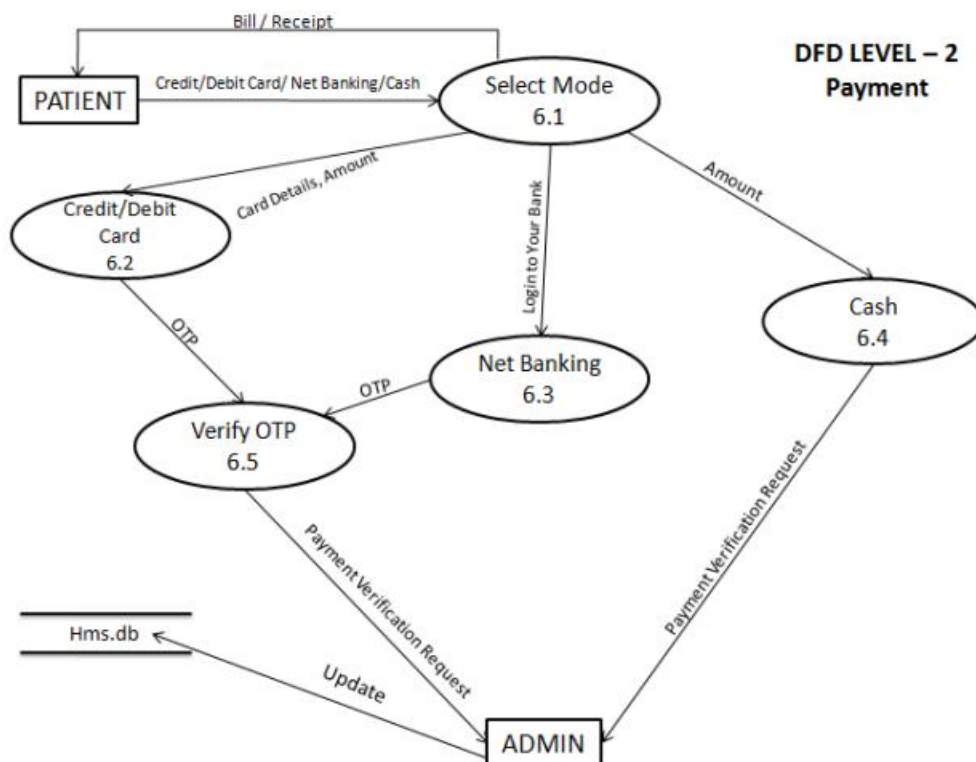 Bill / Receipt
DFD LEVEL – 2
Payment
PATIENT
Credit/Debit Card/ Net Banking/Cash
Select Mode
6.1
Card Details, Amount
Login to Your Bank
Amount
Credit/Debit
Card
6.2
Cash
6.4
OTP
Net Banking
6.3
OTP
Verify OTP
6.5
Payment Verification Request
Payment Verification Request
Hms.db
Update
ADMIN